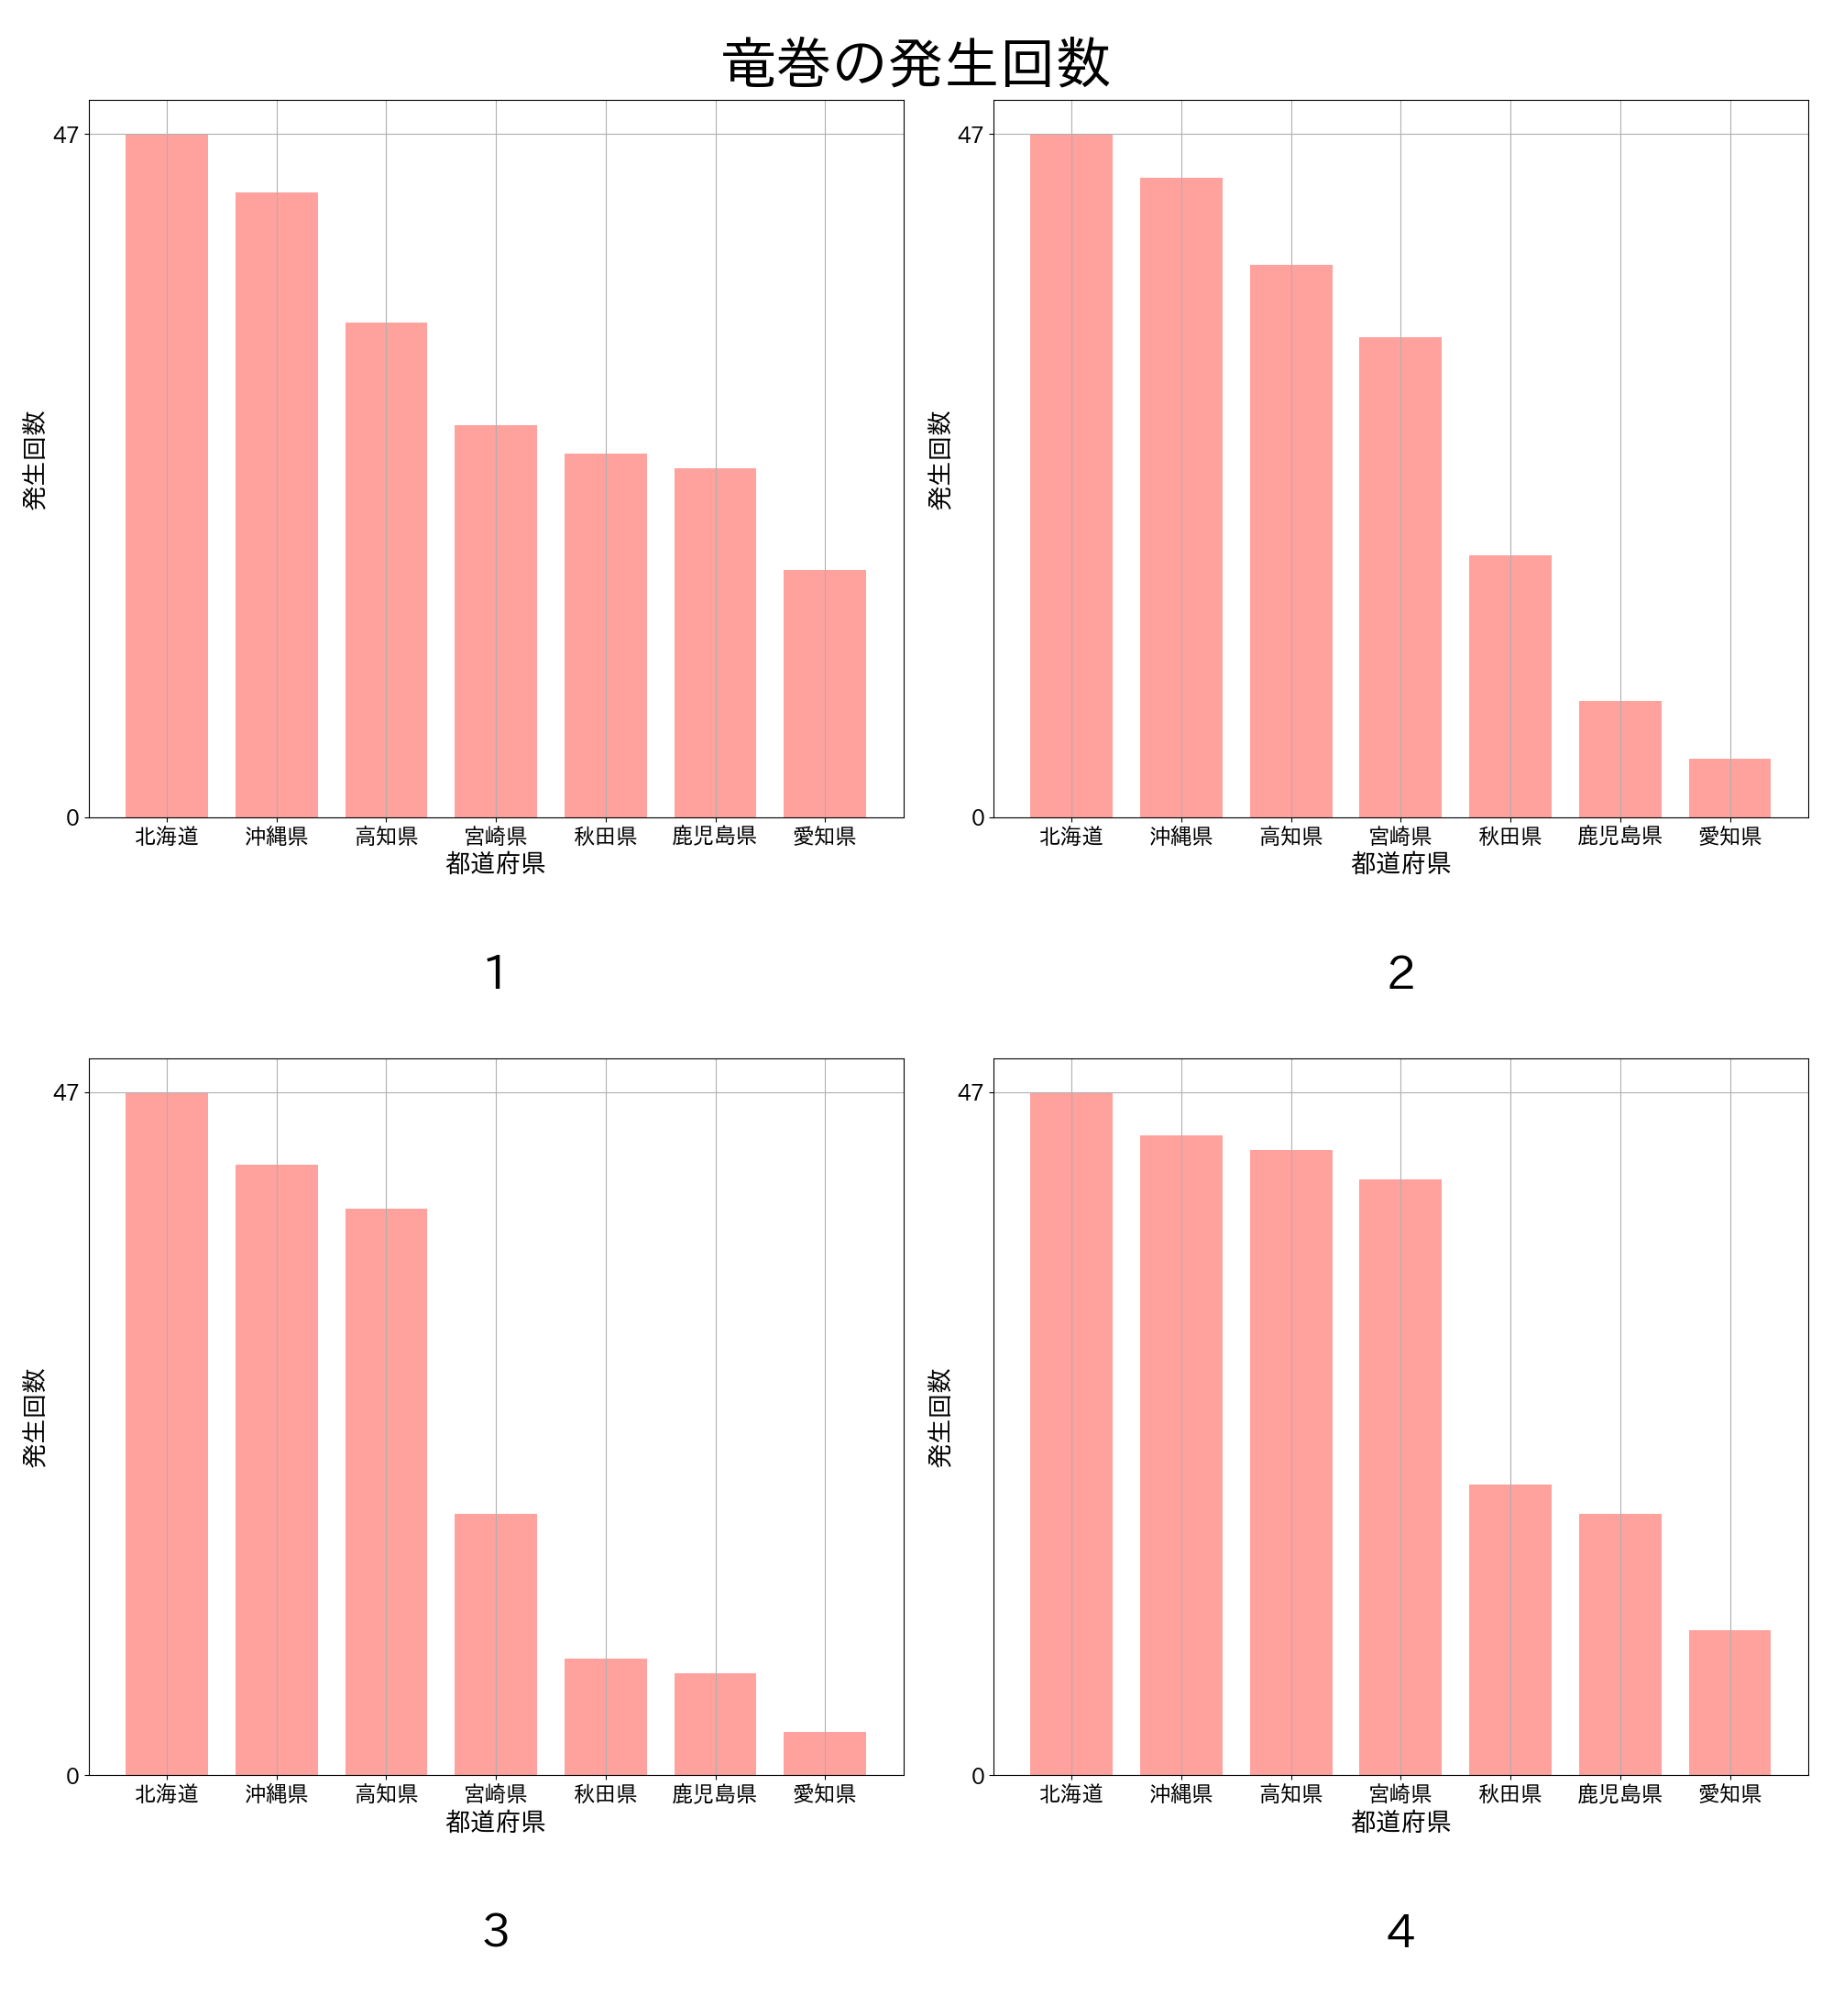 竜巻の発生回数
47
0
発生回数
北海道 沖縄県 高知県 宮崎県 秋田県 鹿児島県 愛知県
都道府県
1
47
0
発生回数
北海道 沖縄県 高知県 宮崎県 秋田県 鹿児島県 愛知県
都道府県
2
47
0
発生回数
北海道 沖縄県 高知県 宮崎県 秋田県 鹿児島県 愛知県
都道府県
3
47
0
発生回数
北海道 沖縄県 高知県 宮崎県 秋田県 鹿児島県 愛知県
都道府県
4